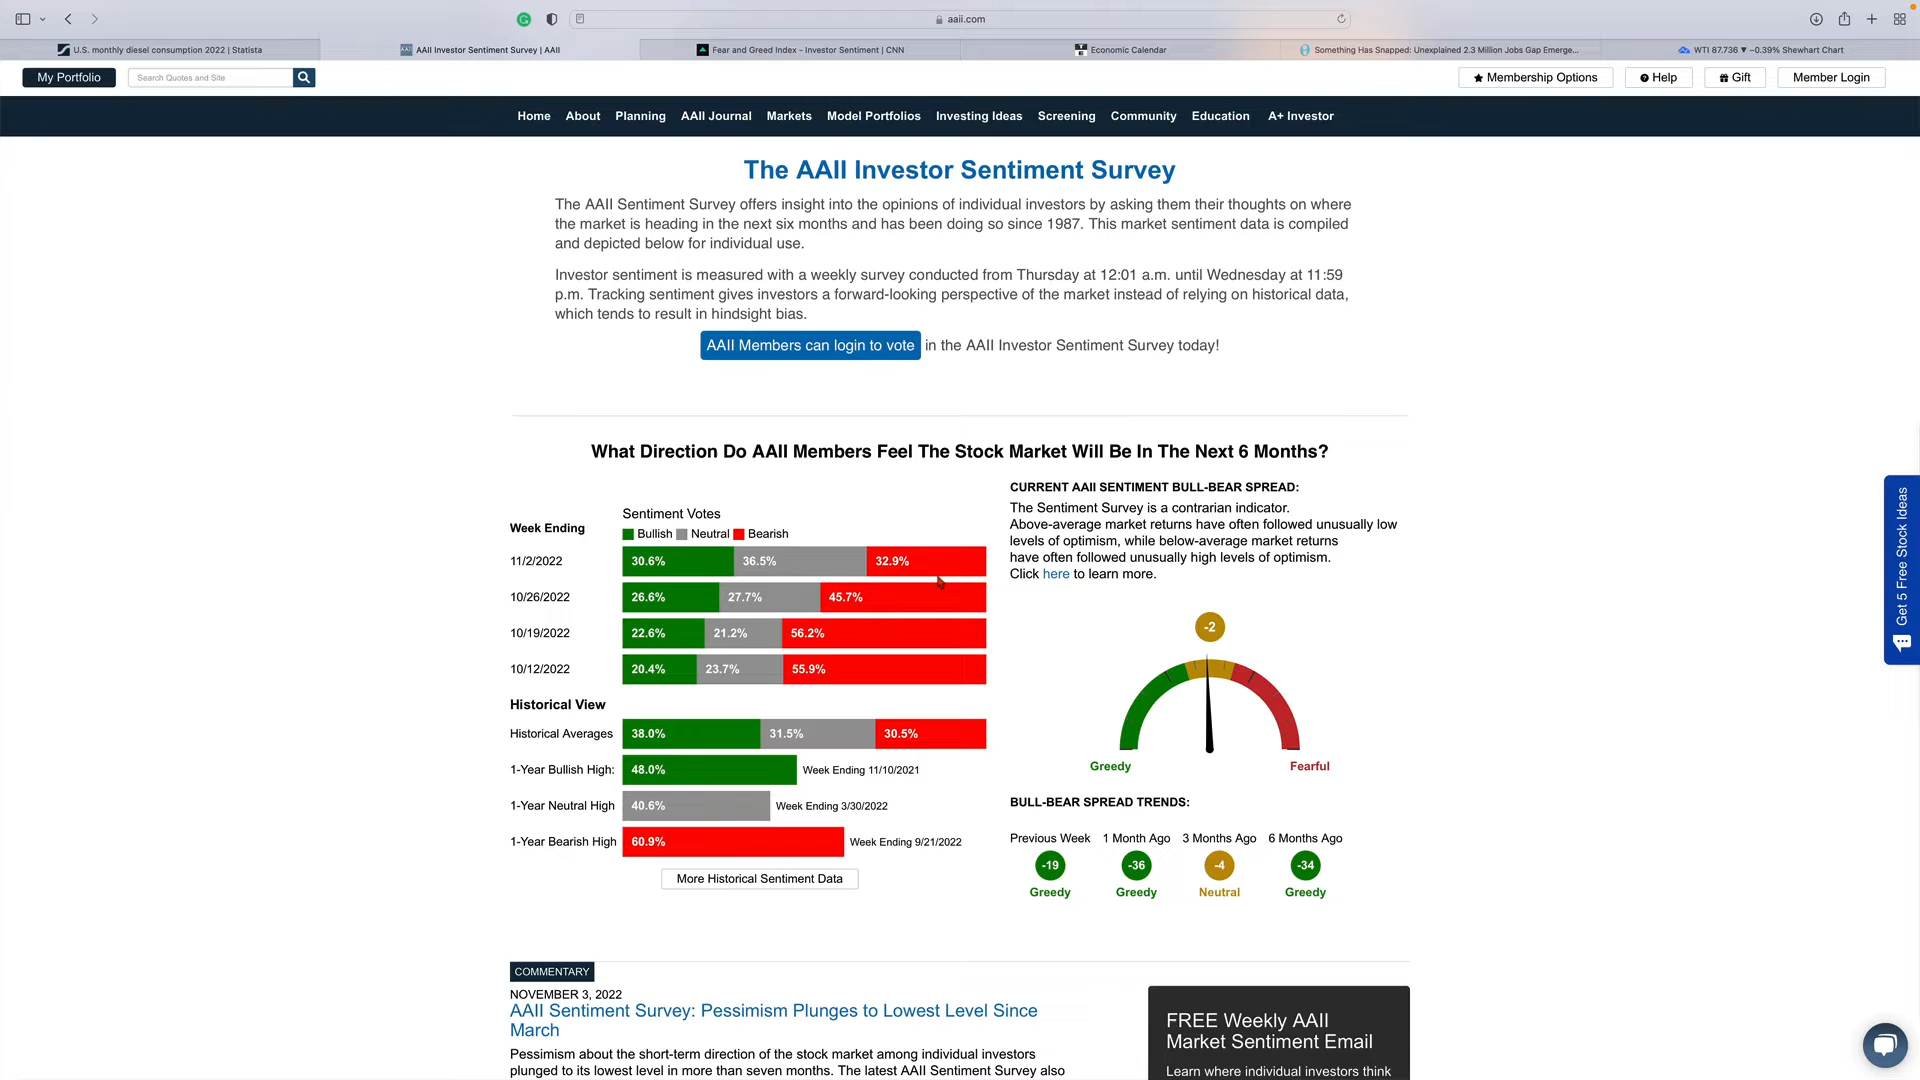 aaii.com
U.S. monthly diesel consumption 2022 | Statista
AAII Investor Sentiment Survey | AAII
Fear and Greed Index - Investor Sentiment | CNN
Economic Calendar
Something Has Snapped: Unexplained 2.3 Million Jobs Gap Emerge...
WTI 87.736 ▼ −0.39% Shewhart Chart
My Portfolio
Search Quotes and Site
Membership Options
Help
Gift
Member Login
Home About Planning AAII Journal Markets Model Portfolios Investing Ideas Screening Community Education A+ Investor
The AAII Investor Sentiment Survey
The AAII Sentiment Survey offers insight into the opinions of individual investors by asking them their thoughts on where
the market is heading in the next six months and has been doing so since 1987. This market sentiment data is compiled
and depicted below for individual use.
Investor sentiment is measured with a weekly survey conducted from Thursday at 12:01 a.m. until Wednesday at 11:59
p.m. Tracking sentiment gives investors a forward-looking perspective of the market instead of relying on historical data,
which tends to result in hindsight bias.
AAII Members can login to vote in the AAII Investor Sentiment Survey today!
What Direction Do AAII Members Feel The Stock Market Will Be In The Next 6 Months?
Sentiment Votes
Week Ending
Bullish Neutral Bearish
11/2/2022 30.6% 36.5% 32.9%
10/26/2022 26.6% 27.7% 45.7%
10/19/2022 22.6% 21.2% 56.2%
10/12/2022 20.4% 23.7% 55.9%
Historical View
Historical Averages 38.0% 31.5% 30.5%
1-Year Bullish High: 48.0% Week Ending 11/10/2021
1-Year Neutral High 40.6% Week Ending 3/30/2022
1-Year Bearish High 60.9% Week Ending 9/21/2022
More Historical Sentiment Data
CURRENT AAII SENTIMENT BULL-BEAR SPREAD:
The Sentiment Survey is a contrarian indicator.
Above-average market returns have often followed unusually low
levels of optimism, while below-average market returns
have often followed unusually high levels of optimism.
Click here to learn more.
-2
Greedy Fearful
BULL-BEAR SPREAD TRENDS:
Previous Week 1 Month Ago 3 Months Ago 6 Months Ago
-19 -36 -4 -34
Greedy Greedy Neutral Greedy
Get 5 Free Stock Ideas
COMMENTARY
NOVEMBER 3, 2022
AAII Sentiment Survey: Pessimism Plunges to Lowest Level Since
March
Pessimism about the short-term direction of the stock market among individual investors
plunged to its lowest level in more than seven months. The latest AAII Sentiment Survey also
FREE Weekly AAII
Market Sentiment Email
Learn where individual investors think